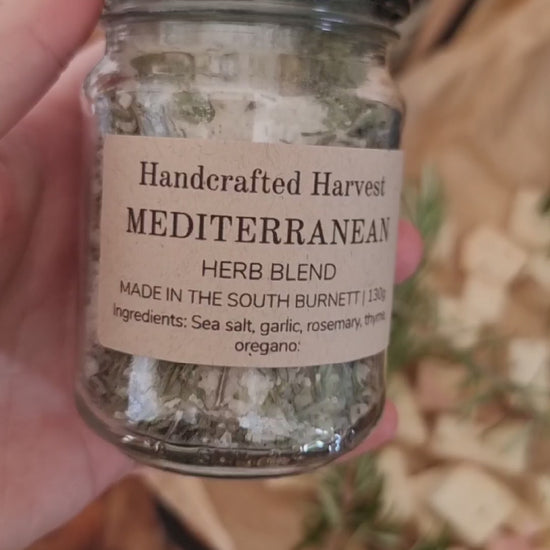 Handcrafted Harvest
MEDITERRANEAN
HERB BLEND
MADE IN THE SOUTH BURNETT | 130g
Ingredients: Sea salt, garlic, rosemary, thyme,
oregano.